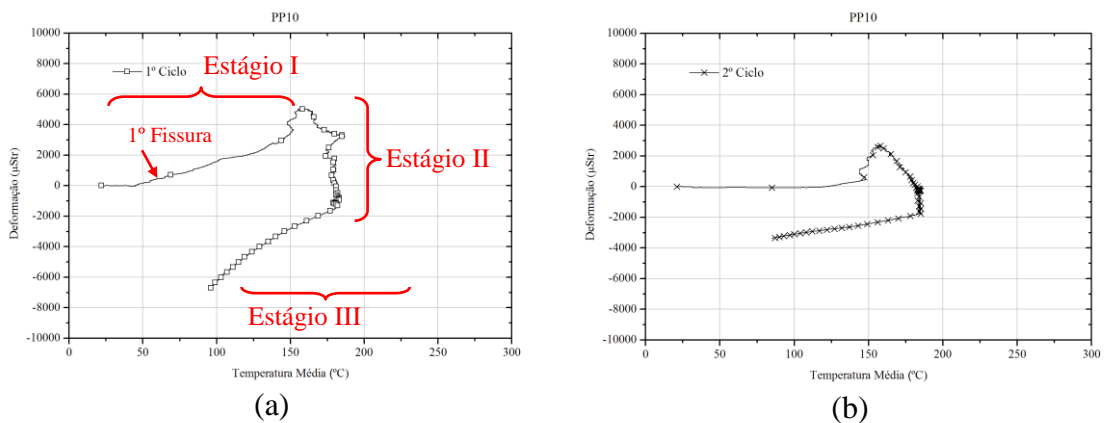 PP10
10000
8000
6000
4000
2000
0
-2000
-4000
-6000
-8000
-10000
Deformação (µStr)
1º Ciclo
Estágio I
1º Fissura
Estágio II
Estágio III
0 50 100 150 200 250 300
Temperatura Média (ºC)
(a)
PP10
10000
8000
6000
4000
2000
0
-2000
-4000
-6000
-8000
-10000
Deformação (µStr)
2º Ciclo
0 50 100 150 200 250 300
Temperatura Média (ºC)
(b)